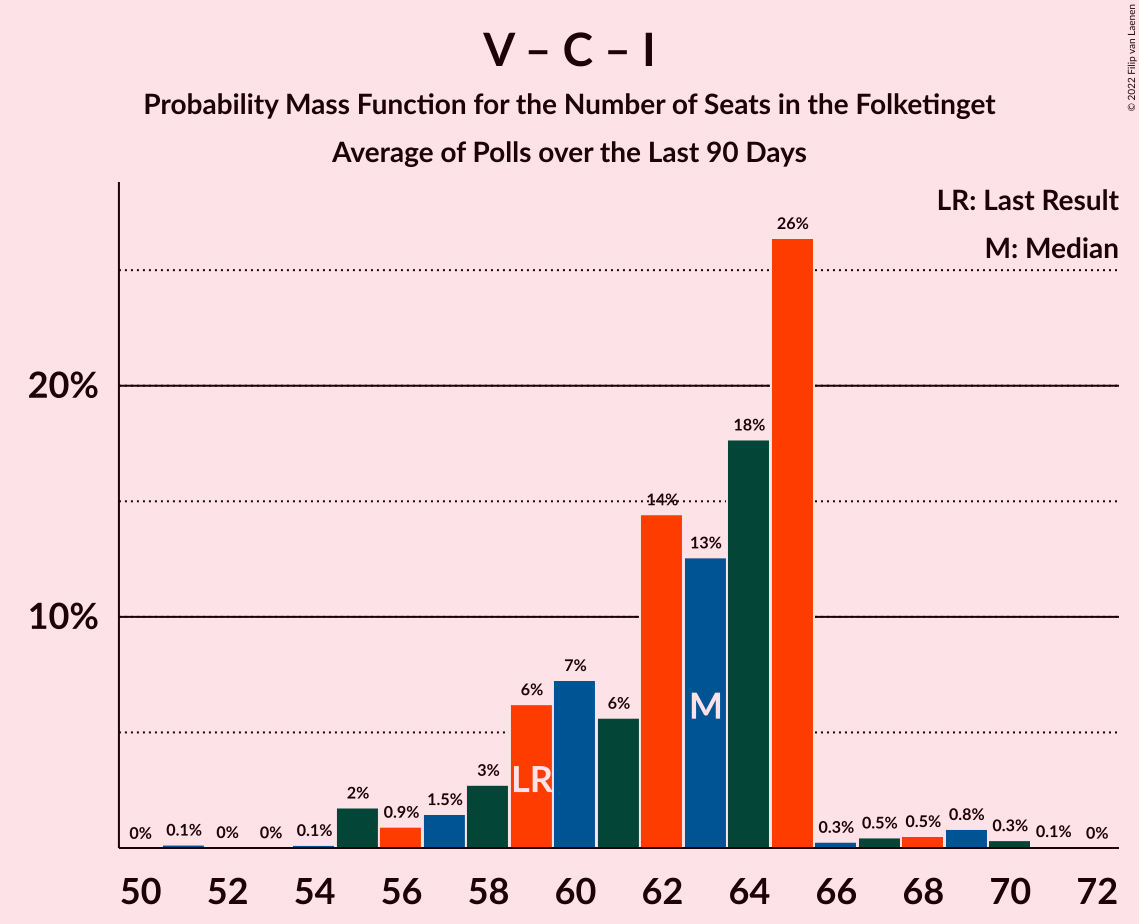 V – C – I
Probability Mass Function for the Number of Seats in the Folketinget
Average of Polls over the Last 90 Days
© 2022 Filip van Laenen
LR: Last Result
M: Median
20%
10%
0%
0.1%
0%
0%
0.1%
2%
0.9%
1.5%
3%
6%
7%
6%
14%
13%
18%
26%
0.3%
0.5%
0.5%
0.8%
0.3%
0.1%
0%
LR
M
50 52 54 56 58 60 62 64 66 68 70 72